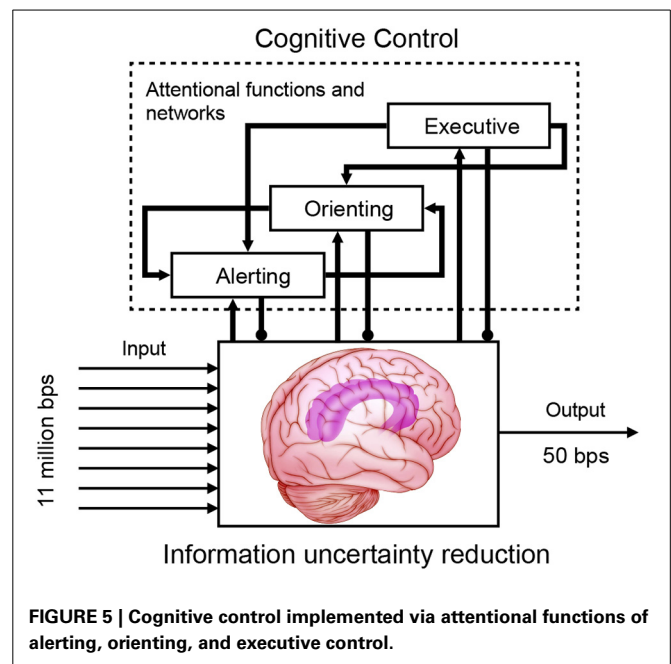 Cognitive Control
Attentional functions and
networks
Executive
Orienting
Alerting
Input
11 million bps
Output
50 bps
Information uncertainty reduction
FIGURE 5 | Cognitive control implemented via attentional functions of
alerting, orienting, and executive control.